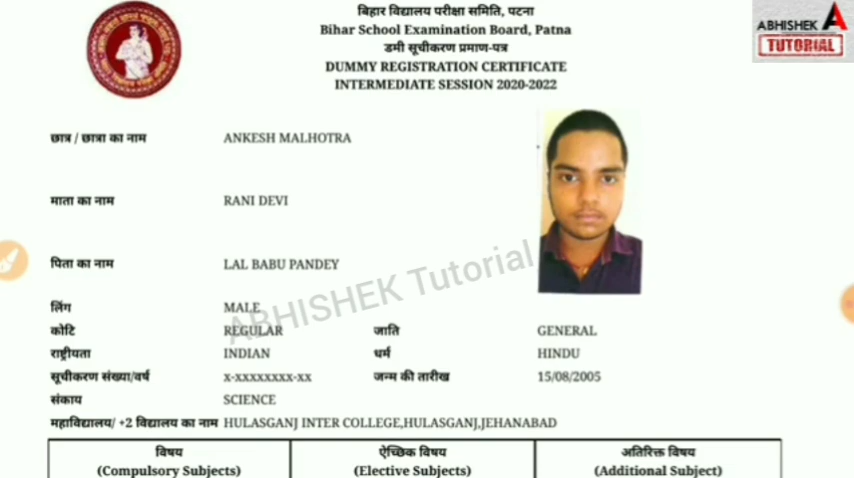 बिहार विद्यालय परीक्षा समिति, पटना
Bihar School Examination Board, Patna
डमी सूचीकरण प्रमाण-पत्र
DUMMY REGISTRATION CERTIFICATE
INTERMEDIATE SESSION 2020-2022
ABHISHEK A
TUTORIAL
छात्र / छात्रा का नाम ANKESH MALHOTRA
माता का नाम RANI DEVI
पिता का नाम LAL BABU PANDEY
ABHISHEK Tutorial
लिंग MALE
कोटि REGULAR जाति GENERAL
राष्ट्रीयता INDIAN धर्म HINDU
सूचीकरण संख्या/वर्ष X-XXXXXXXX-XX जन्म की तारीख 15/08/2005
संकाय SCIENCE
महाविद्यालय/ +2 विद्यालय का नाम HULASGANJ INTER COLLEGE,HULASGANJ,JEHANABAD
विषय ऐच्छिक विषय अतिरिक्त विषय
(Compulsory Subjects) (Elective Subjects) (Additional Subject)